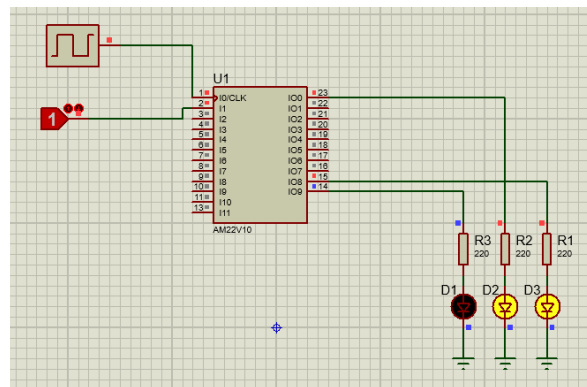 U1
1
I0/CLK
IO0
23
1
2
I1
IO1
22
3
I2
IO2
21
4
I3
IO3
20
5
I4
IO4
19
6
I5
IO5
18
7
I6
IO6
17
8
I7
IO7
16
9
I8
IO8
15
10
I9
IO9
14
11
I10
13
I11
AM22V10
R3
220
R2
220
R1
220
D1
D2
D3